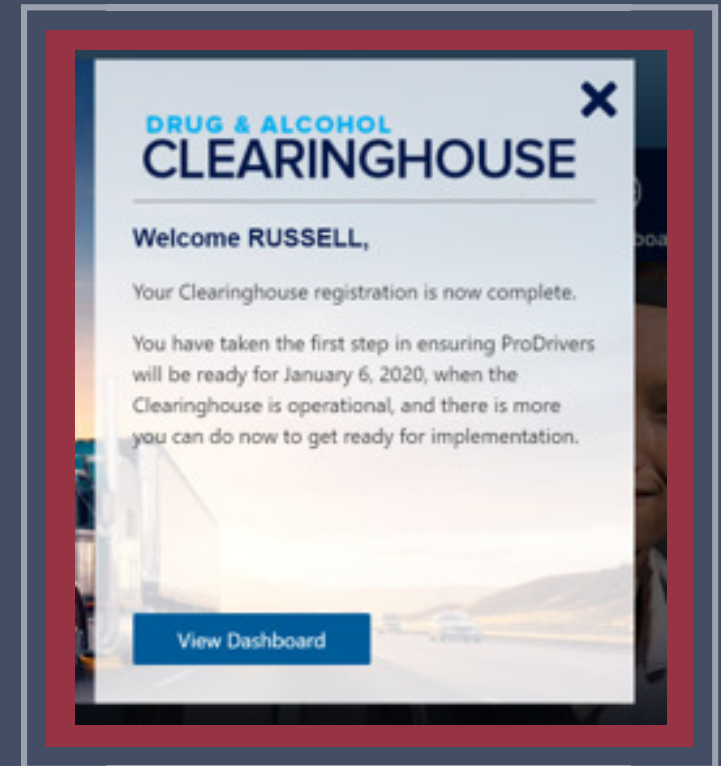 DRUG & ALCOHOL
CLEARINGHOUSE
Welcome RUSSELL,
Your Clearinghouse registration is now complete.
You have taken the first step in ensuring ProDrivers
will be ready for January 6, 2020, when the
Clearinghouse is operational, and there is more
you can do now to get ready for implementation.
View Dashboard